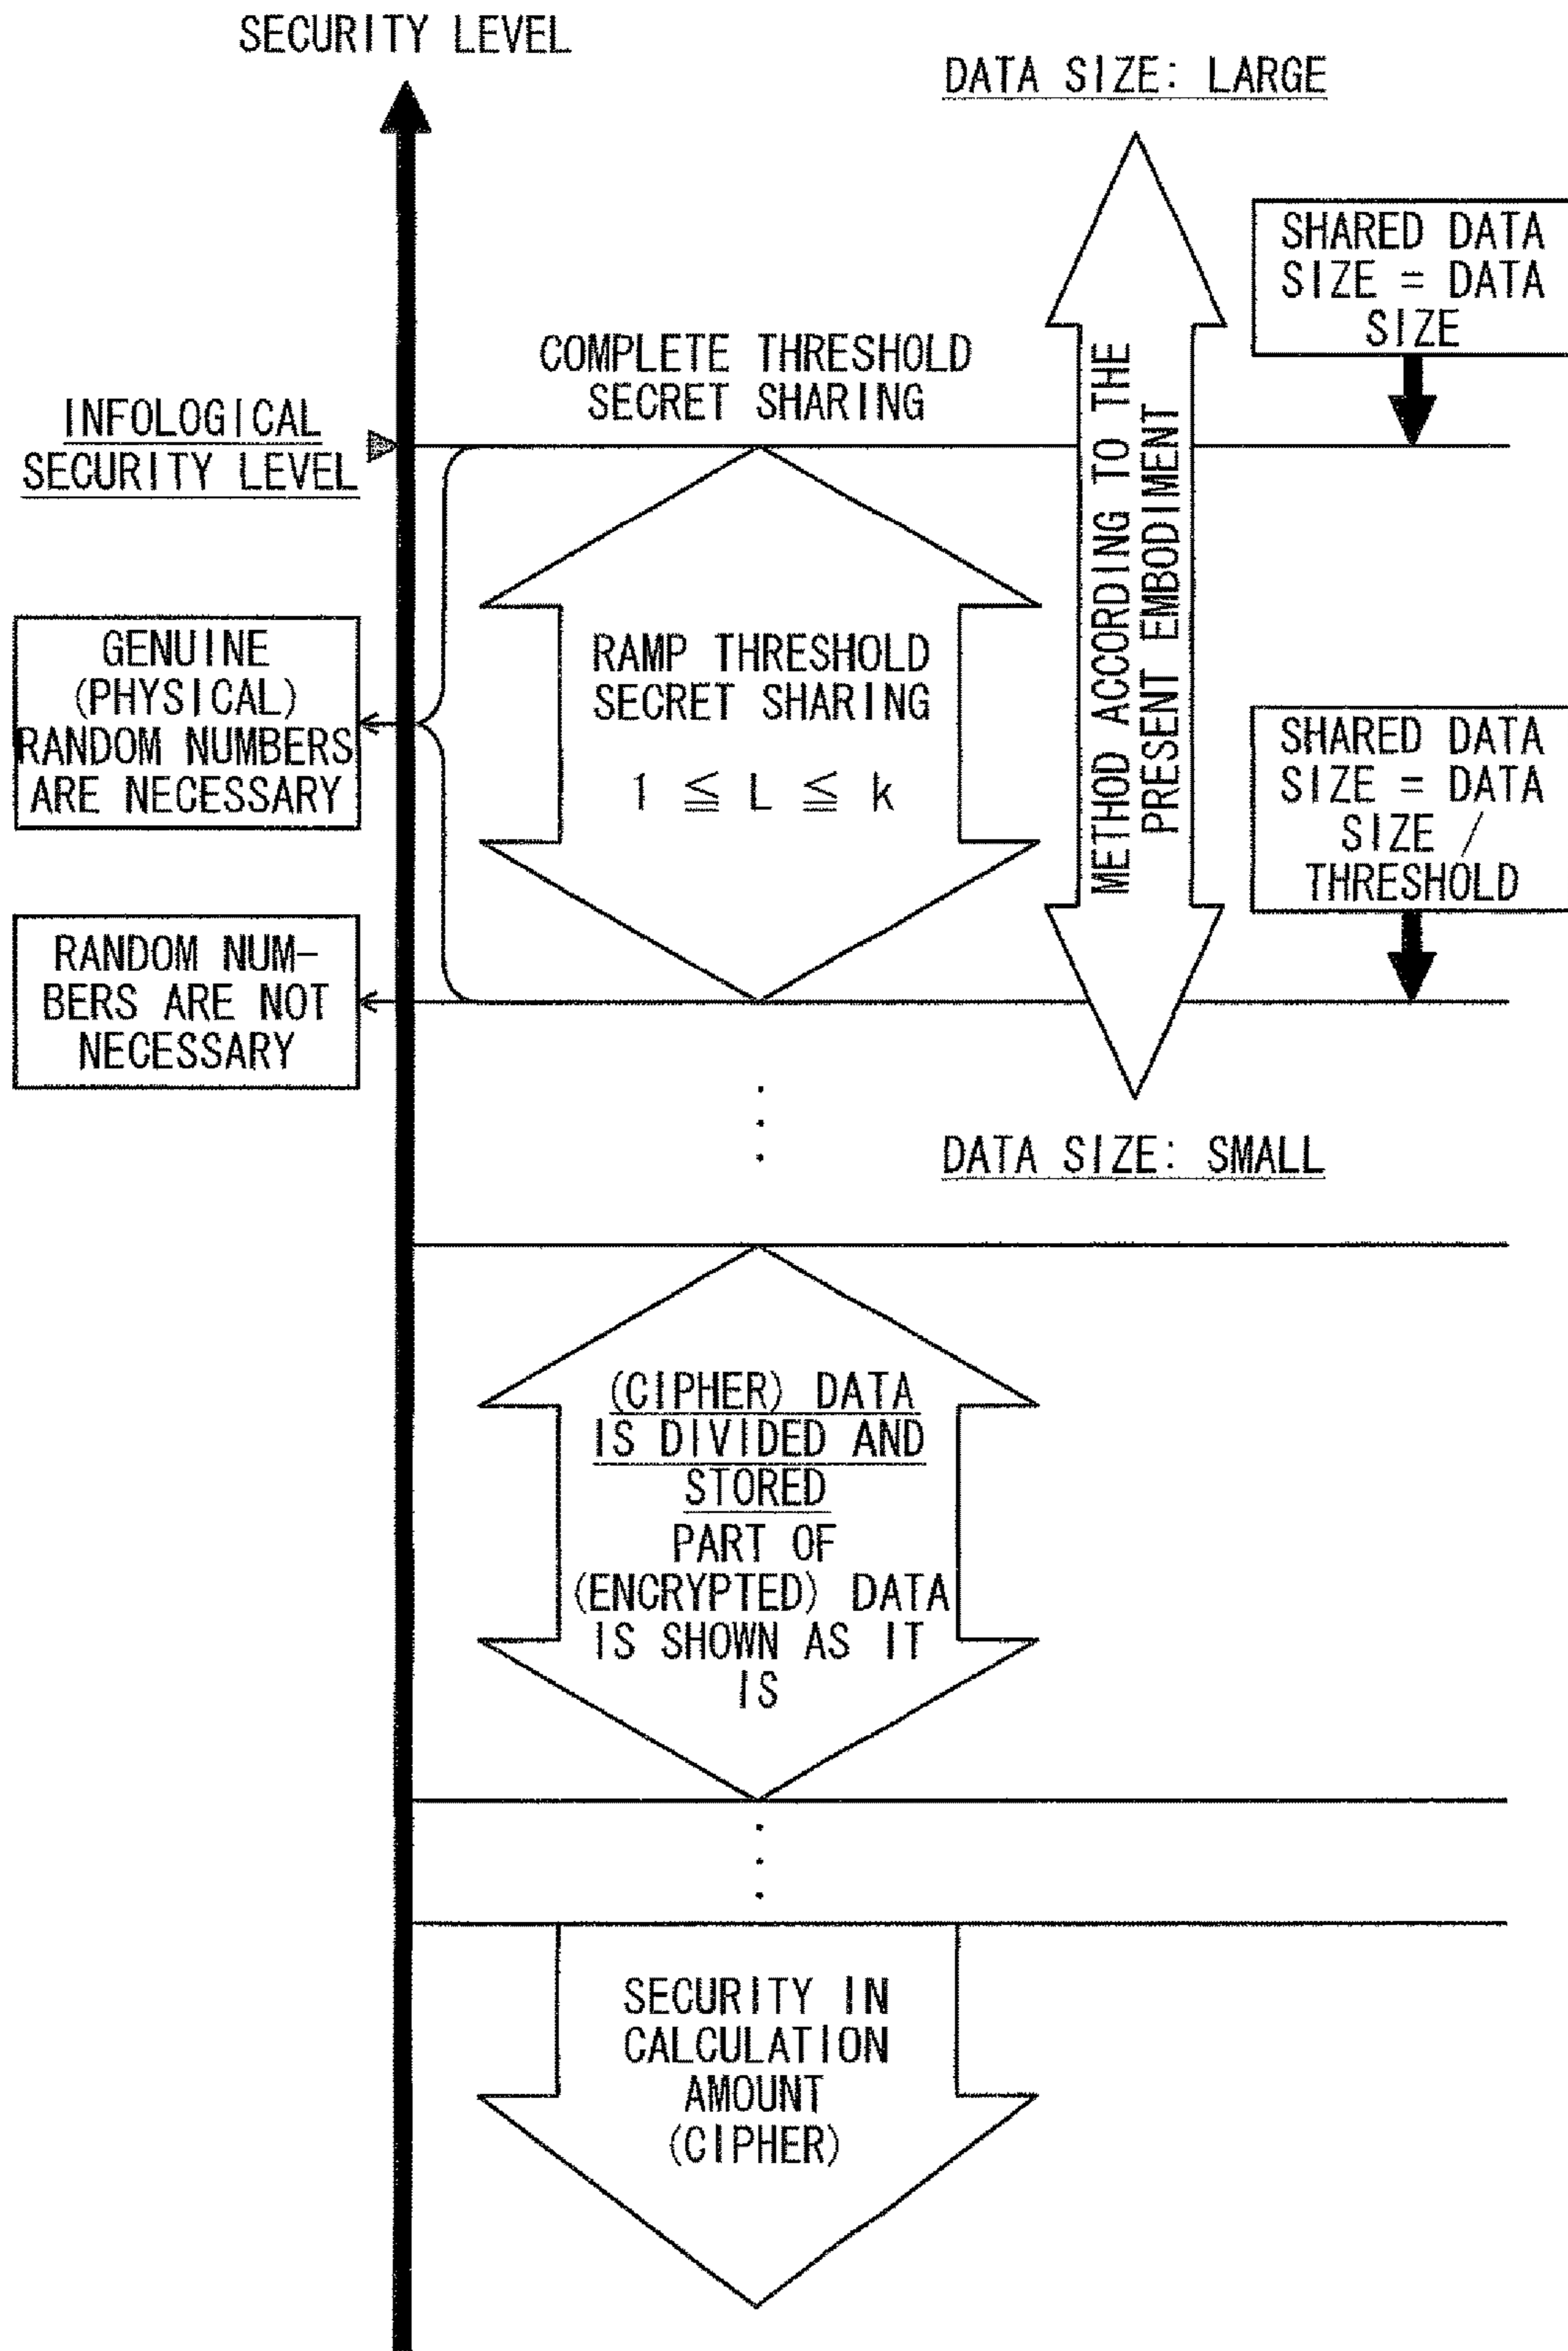 SECURITY LEVEL
DATA SIZE: LARGE
SHARED DATA
SIZE = DATA
SIZE
COMPLETE THRESHOLD
SECRET SHARING
INFOLOGICAL
SECURITY LEVEL
METHOD ACCORDING TO THE
PRESENT EMBODIMENT
GENUINE
(PHYSICAL)
RANDOM NUMBERS
ARE NECESSARY
RAMP THRESHOLD
SECRET SHARING
1 ≦ L ≦ k
SHARED DATA
SIZE = DATA
SIZE /
THRESHOLD
RANDOM NUM-
BERS ARE NOT
NECESSARY
DATA SIZE: SMALL
(CIPHER) DATA
IS DIVIDED AND
STORED
PART OF
(ENCRYPTED) DATA
IS SHOWN AS IT
IS
SECURITY IN
CALCULATION
AMOUNT
(CIPHER)